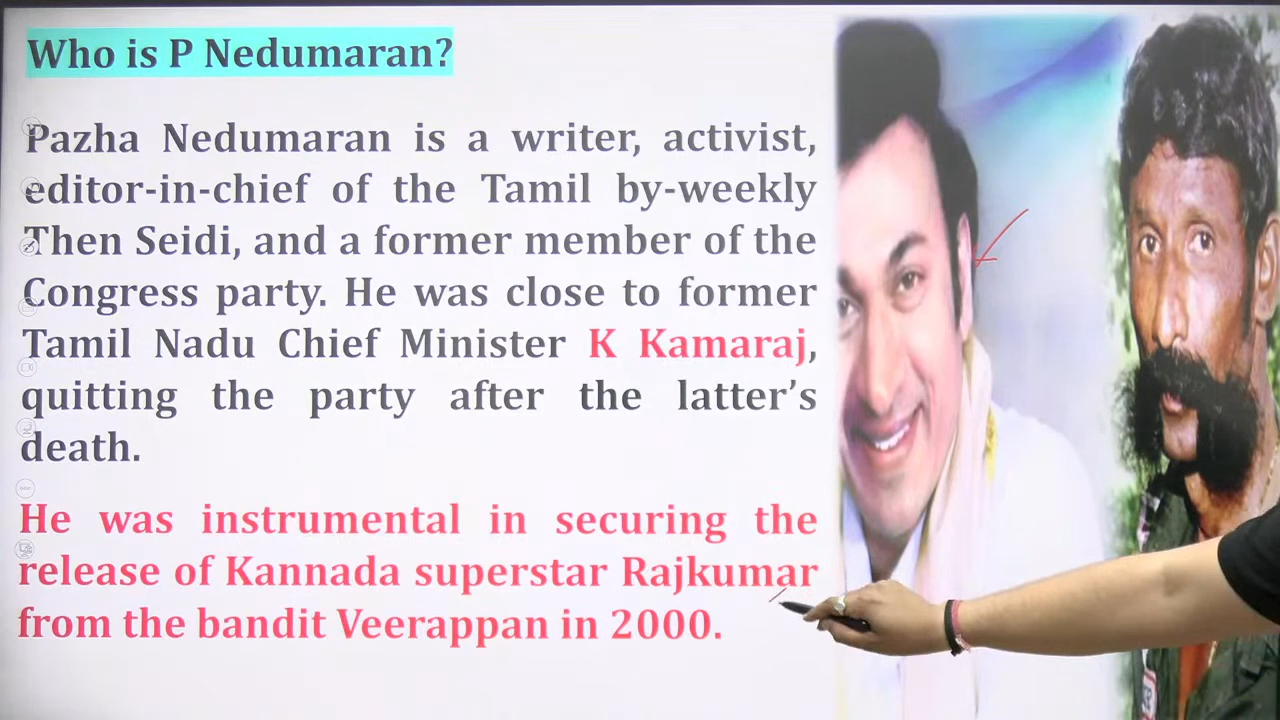 Who is P Nedumaran?
Pazha Nedumaran is a writer, activist,
editor-in-chief of the Tamil by-weekly
Then Seidi, and a former member of the
Congress party. He was close to former
Tamil Nadu Chief Minister K Kamaraj,
quitting the party after the latter's
death.
He was instrumental in securing the
release of Kannada superstar Rajkumar
from the bandit Veerappan in 2000.